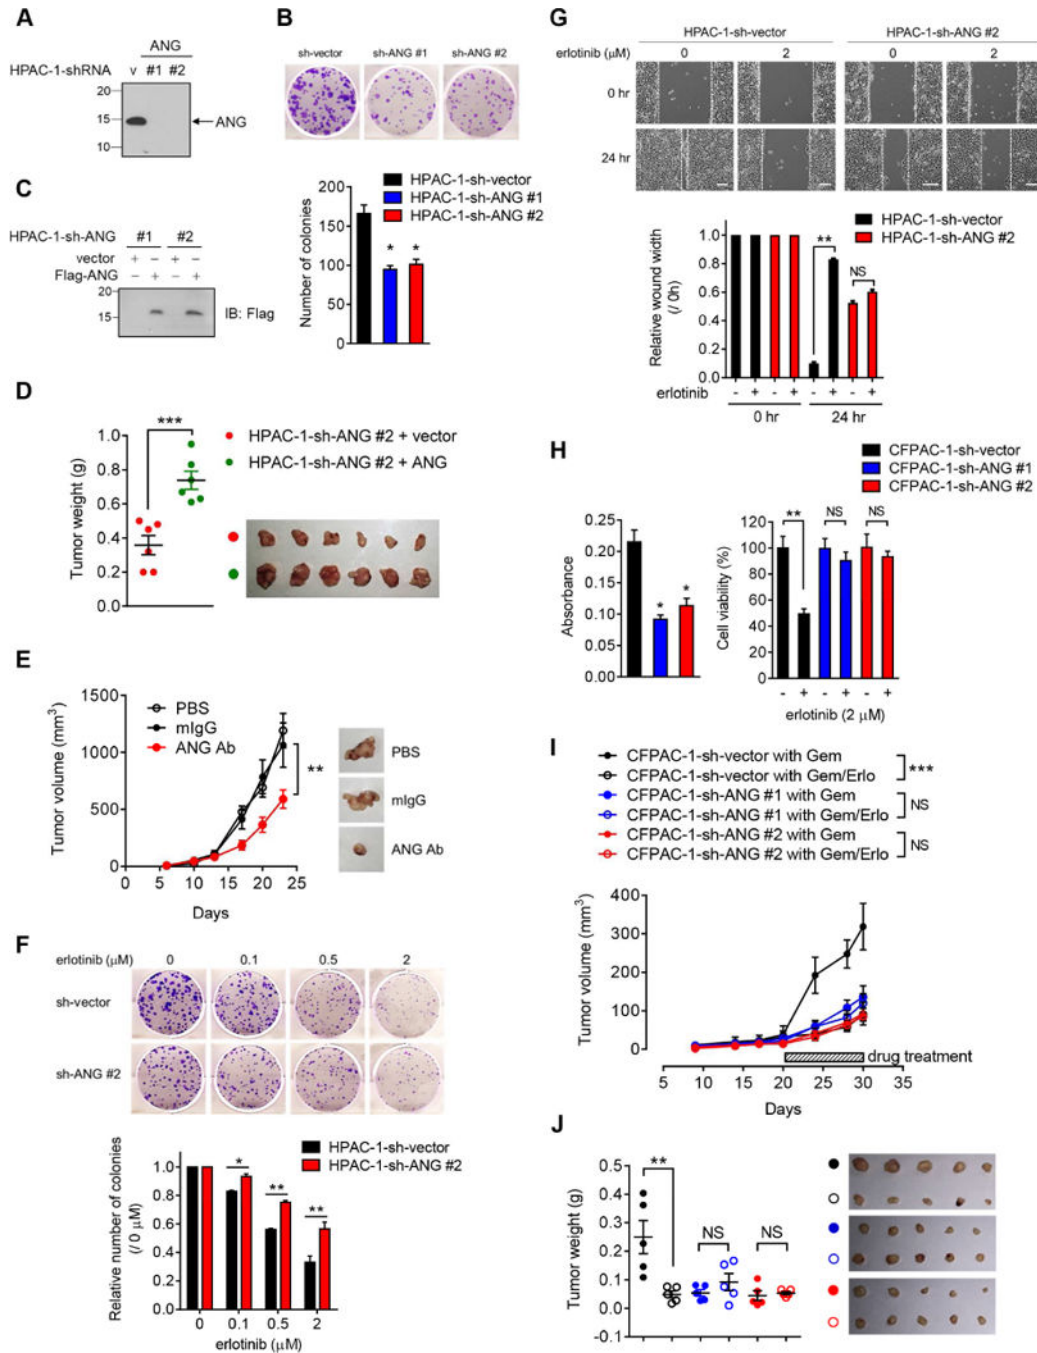 A
ANG
HPAC-1-shRNA v #1 #2
20
15
10
ANG
B
sh-vector sh-ANG #1 sh-ANG #2
HPAC-1-sh-vector
HPAC-1-sh-ANG #1
HPAC-1-sh-ANG #2
Number of colonies
200
150
100
50
0
* *
C
HPAC-1-sh-ANG #1 #2
vector + − + −
Flag-ANG − + − +
20
15
IB: Flag
D
***
HPAC-1-sh-ANG #2 + vector
HPAC-1-sh-ANG #2 + ANG
Tumor weight (g)
1.0
0.8
0.6
0.4
0.2
0.0
E
Tumor volume (mm³)
1500
1000
500
0
PBS
mIgG
ANG Ab
**
PBS
mIgG
ANG Ab
0 5 10 15 20 25
Days
F
erlotinib (μM) 0 0.1 0.5 2
sh-vector
sh-ANG #2
HPAC-1-sh-vector
HPAC-1-sh-ANG #2
Relative number of colonies
(/ 0 μM)
1.0
0.8
0.6
0.4
0.2
0.0
* ** **
0 0.1 0.5 2
erlotinib (μM)
G
HPAC-1-sh-vector HPAC-1-sh-ANG #2
erlotinib (μM) 0 2 0 2
0 hr
24 hr
HPAC-1-sh-vector
HPAC-1-sh-ANG #2
Relative wound width
(/ 0h)
1.0
0.8
0.6
0.4
0.2
0.0
** NS
erlotinib - + - + - + - +
0 hr 24 hr
H
CFPAC-1-sh-vector
CFPAC-1-sh-ANG #1
CFPAC-1-sh-ANG #2
Absorbance
0.25
0.20
0.15
0.10
0.05
0.00
* *
Cell viability (%)
120
100
80
60
40
20
0
** NS NS
- + - + - +
erlotinib (2 μM)
I
CFPAC-1-sh-vector with Gem
CFPAC-1-sh-vector with Gem/Erlo
***
CFPAC-1-sh-ANG #1 with Gem
CFPAC-1-sh-ANG #1 with Gem/Erlo
NS
CFPAC-1-sh-ANG #2 with Gem
CFPAC-1-sh-ANG #2 with Gem/Erlo
NS
Tumor volume (mm³)
400
300
200
100
0
drug treatment
5 10 15 20 25 30 35
Days
J
Tumor weight (g)
0.5
0.4
0.3
0.2
0.1
0.0
-0.1
** NS NS